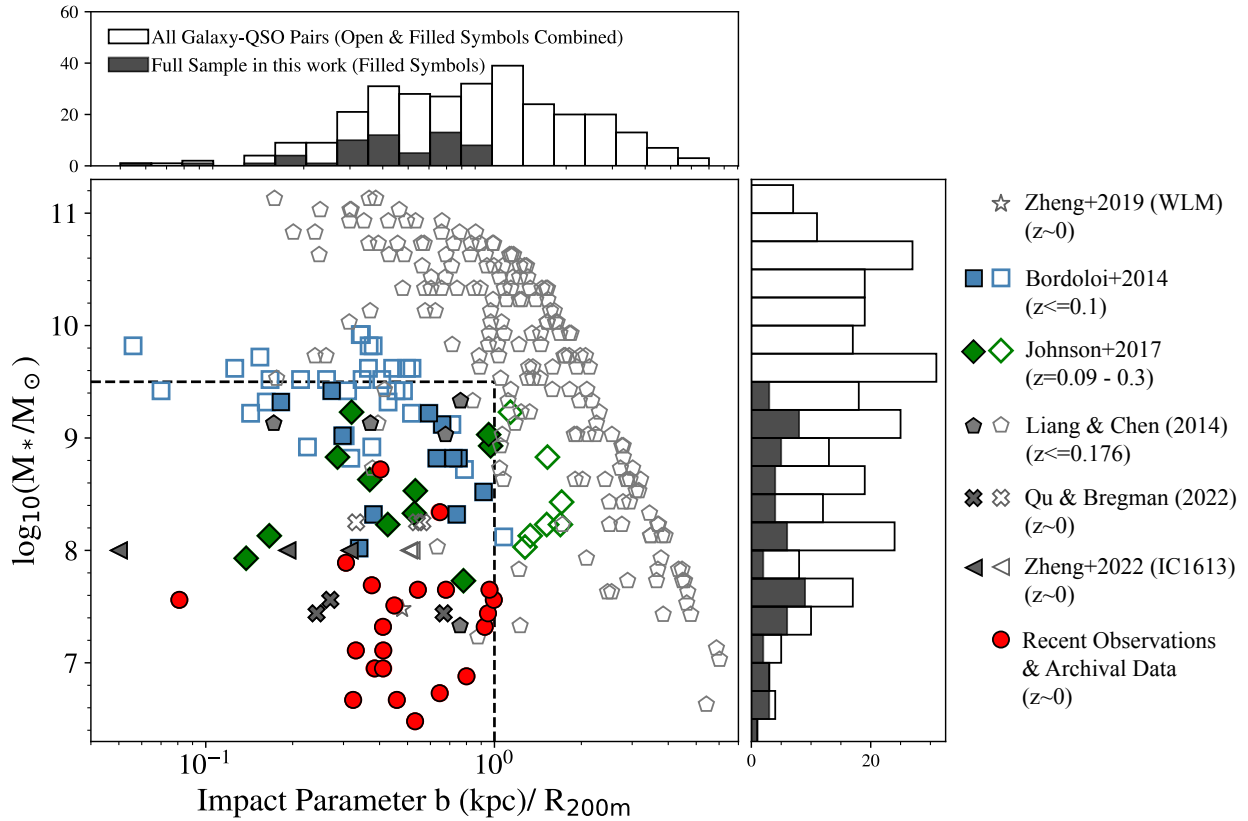 60
40
20
0
All Galaxy-QSO Pairs (Open & Filled Symbols Combined)
Full Sample in this work (Filled Symbols)
11
10
9
8
7
log₁₀(M*/M⊙)
10⁻¹
10⁰
Impact Parameter b (kpc)/ R₂₀₀ₘ
0
20
Zheng+2019 (WLM)
(z~0)
Bordoloi+2014
(z<=0.1)
Johnson+2017
(z=0.09 - 0.3)
Liang & Chen (2014)
(z<=0.176)
Qu & Bregman (2022)
(z~0)
Zheng+2022 (IC1613)
(z~0)
Recent Observations
& Archival Data
(z~0)